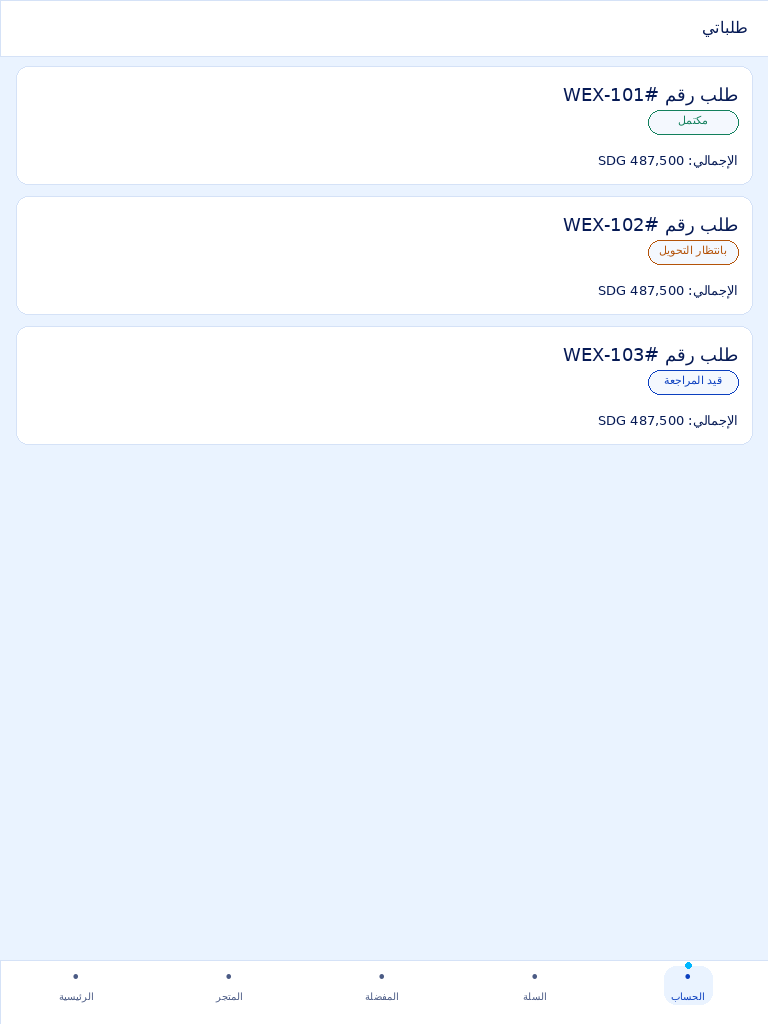 طلباتي
طلب رقم #WEX-101
مكتمل
الإجمالي: 487,500 SDG
طلب رقم #WEX-102
بانتظار التحويل
الإجمالي: 487,500 SDG
طلب رقم #WEX-103
قيد المراجعة
الإجمالي: 487,500 SDG
الحساب
السلة
المفضلة
المتجر
الرئيسية